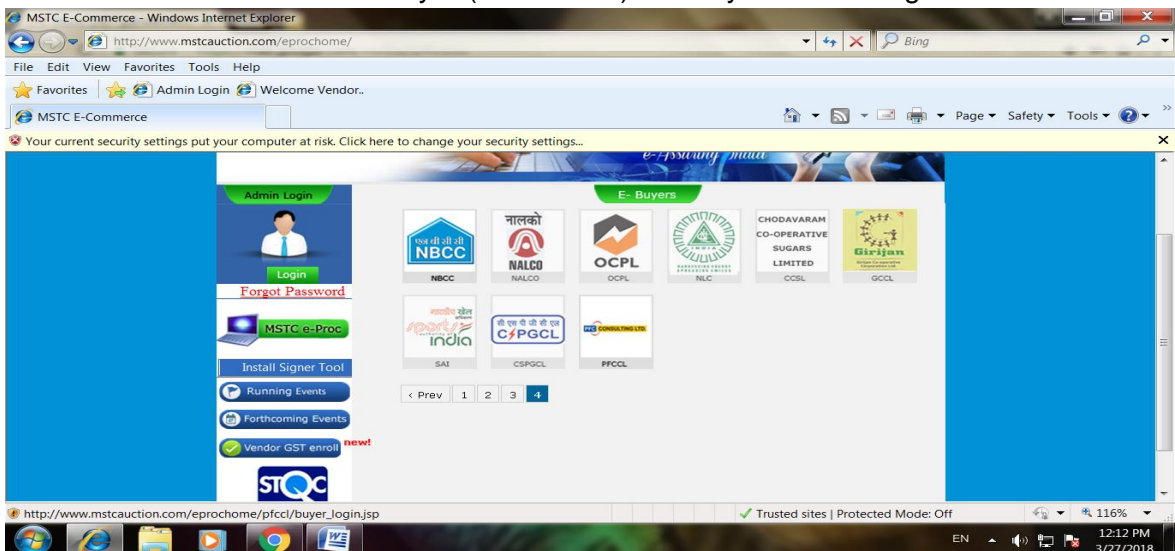 MSTC E-Commerce - Windows Internet Explorer
http://www.mstcauction.com/eprochome/
Bing
File Edit View Favorites Tools Help
Favorites Admin Login Welcome Vendor..
MSTC E-Commerce
Page Safety Tools
Your current security settings put your computer at risk. Click here to change your security settings...
e-Assuring India
Admin Login
E- Buyers
Login
Forgot Password
MSTC e-Proc
Install Signer Tool
Running Events
Forthcoming Events
Vendor GST enroll new!
STQC
एन बी सी सी
NBCC
NBCC
नालको
NALCO
NALCO
OCPL
OCPL
INDIA
NLC
CHODAVARAM
CO-OPERATIVE
SUGARS
LIMITED
CCSL
Girijan
GCCL
भारतीय खेल
sports
india
SAI
सी एस पी जी सी एल
CSPGCL
CSPGCL
PFC CONSULTING LTD.
PFCCL
‹ Prev 1 2 3 4
http://www.mstcauction.com/eprochome/pfccl/buyer_login.jsp
Trusted sites | Protected Mode: Off
116%
EN
12:12 PM
3/27/2018